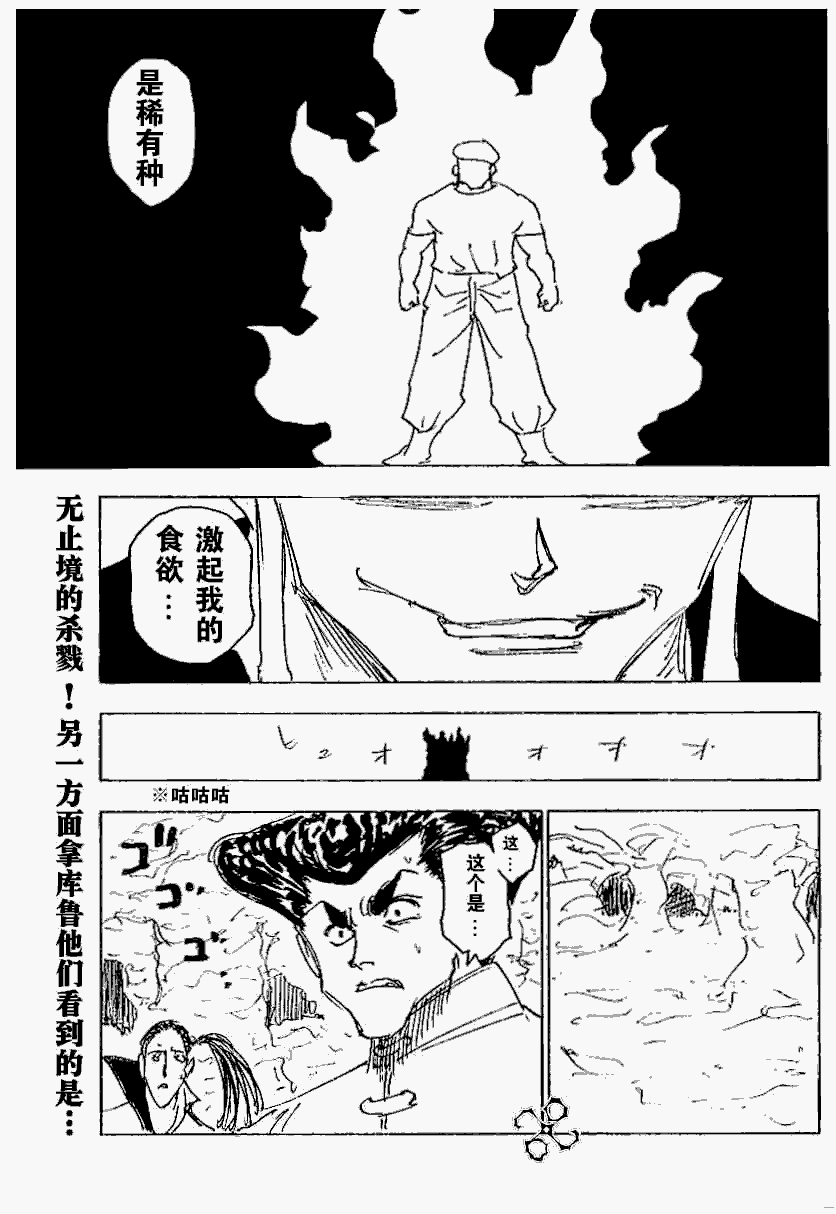 是稀有种
激起我的
食欲…
ヒュオ オオオ
※咕咕咕
ゴゴゴゴ
这…
这个是…
无止境的杀戮！另一方面拿库鲁他们看到的是…